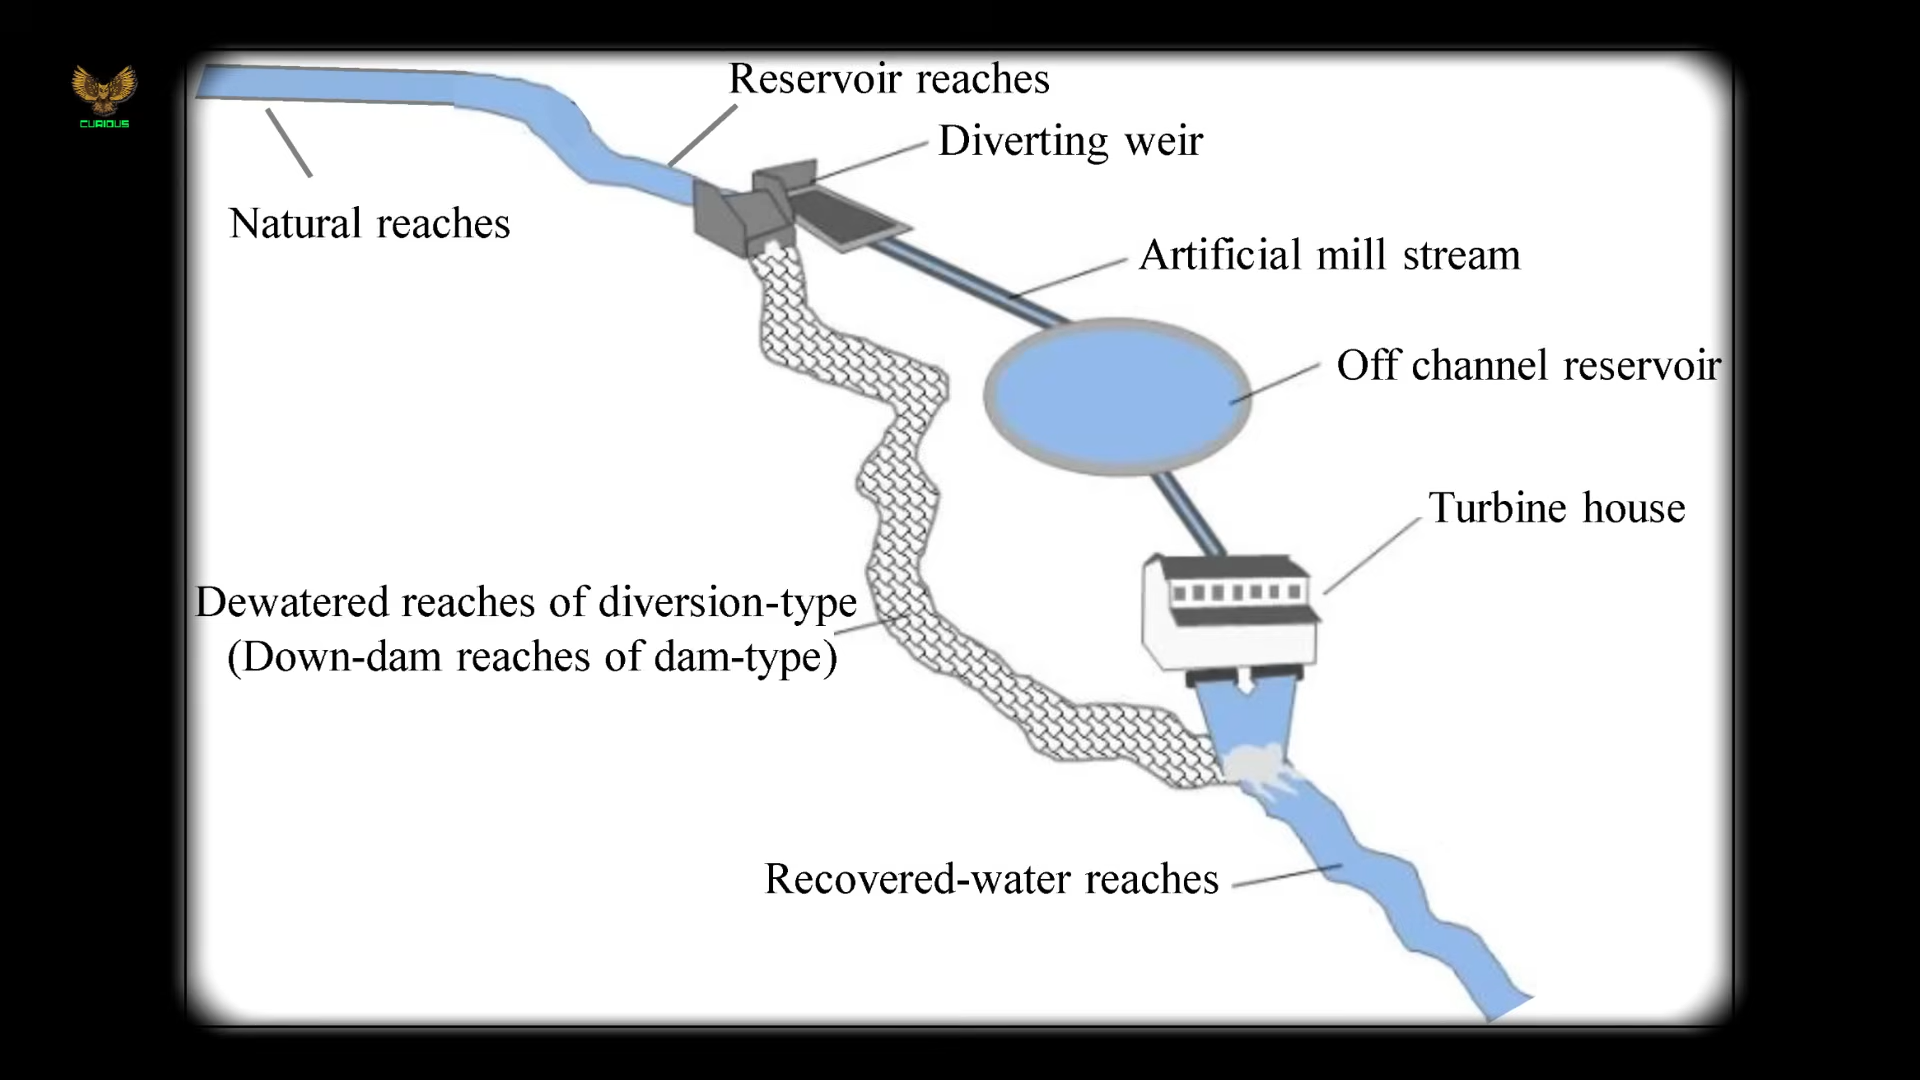 CURIOUS
Reservoir reaches
Diverting weir
Natural reaches
Artificial mill stream
Off channel reservoir
Turbine house
Dewatered reaches of diversion-type
(Down-dam reaches of dam-type)
Recovered-water reaches